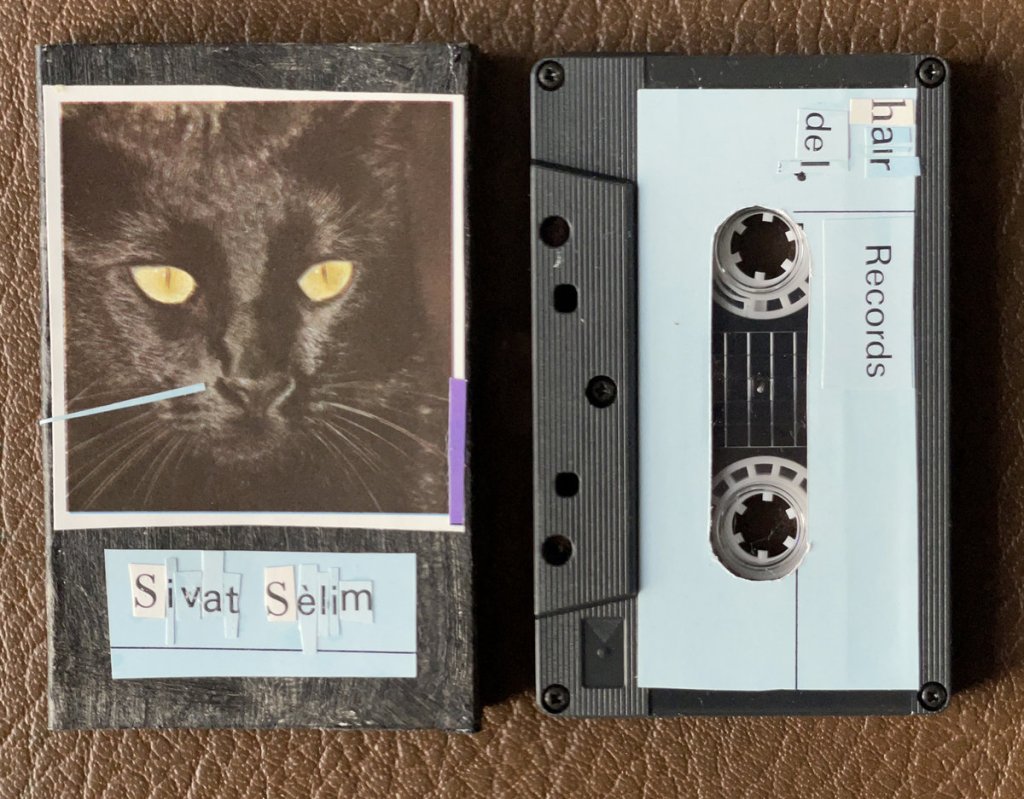 Sivat Sèlim
hair
del.
Records